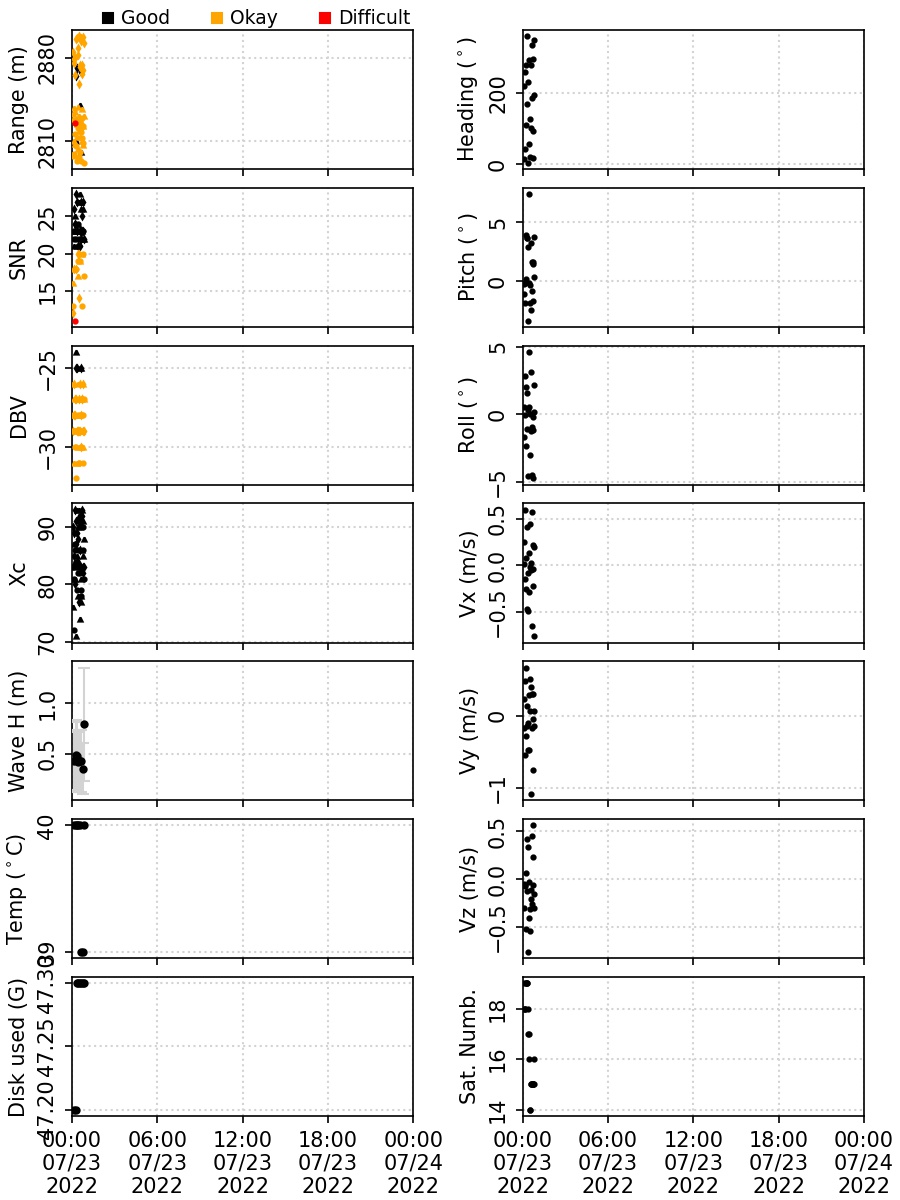 Good Okay Difficult
Range (m)
2880
2810
Heading (°)
200
0
SNR
25
20
15
Pitch (°)
5
0
DBV
−25
−30
Roll (°)
5
0
−5
Xc
90
80
70
Vx (m/s)
0.5
0.0
−0.5
Wave H (m)
1.0
0.5
Vy (m/s)
0
−1
Temp (°C)
40
39
Vz (m/s)
0.5
0.0
−0.5
Disk used (G)
47.30
47.25
47.20
Sat. Numb.
18
16
14
00:00 06:00 12:00 18:00 00:00
07/23 07/23 07/23 07/23 07/24
2022 2022 2022 2022 2022
00:00 06:00 12:00 18:00 00:00
07/23 07/23 07/23 07/23 07/24
2022 2022 2022 2022 2022